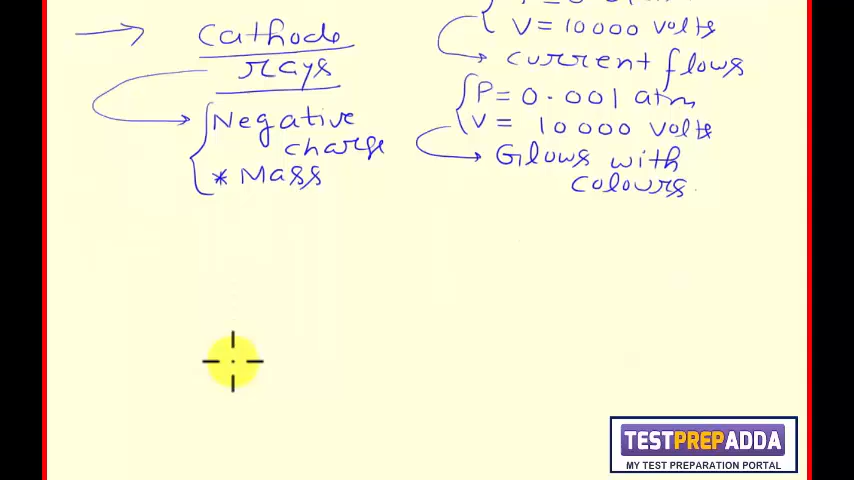 Cathode
rays
{ Negative
charge
* Mass
V = 10000 volts
current flows
P = 0.001 atm
V = 10000 volts
Glows with
colours
TESTPREPADDA
MY TEST PREPARATION PORTAL